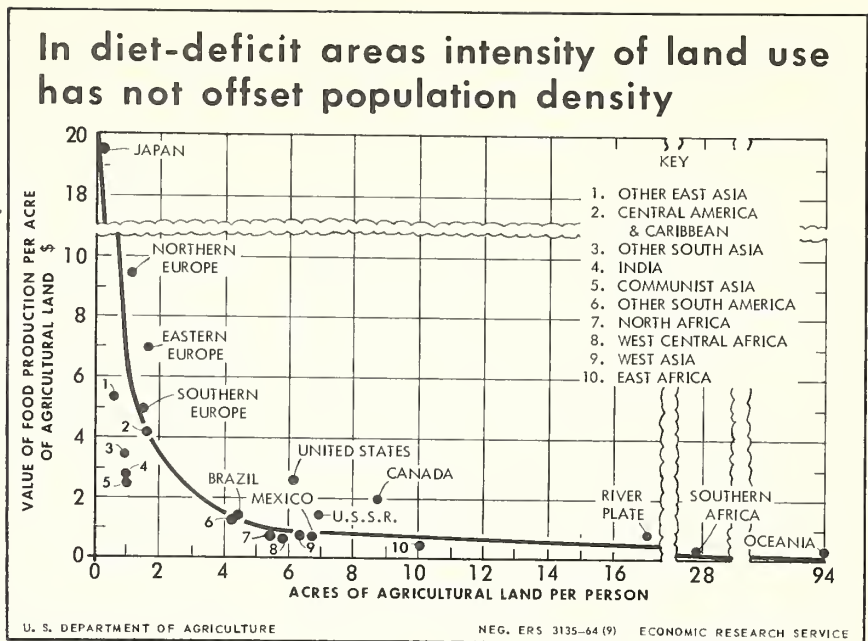 In diet-deficit areas intensity of land use
has not offset population density
VALUE OF FOOD PRODUCTION PER ACRE
OF AGRICULTURAL LAND $
20
18
10
8
6
4
2
0
JAPAN
NORTHERN
EUROPE
EASTERN
EUROPE
1
SOUTHERN
EUROPE
2
3
4
5
UNITED STATES
BRAZIL
CANADA
MEXICO
6
U.S.S.R.
7
8
9
10
RIVER
PLATE
SOUTHERN
AFRICA
OCEANIA
KEY
1. OTHER EAST ASIA
2. CENTRAL AMERICA
& CARIBBEAN
3. OTHER SOUTH ASIA
4. INDIA
5. COMMUNIST ASIA
6. OTHER SOUTH AMERICA
7. NORTH AFRICA
8. WEST CENTRAL AFRICA
9. WEST ASIA
10. EAST AFRICA
0 2 4 6 8 10 12 14 16 28 94
ACRES OF AGRICULTURAL LAND PER PERSON
U. S. DEPARTMENT OF AGRICULTURE NEG. ERS 3135-64 (9) ECONOMIC RESEARCH SERVICE